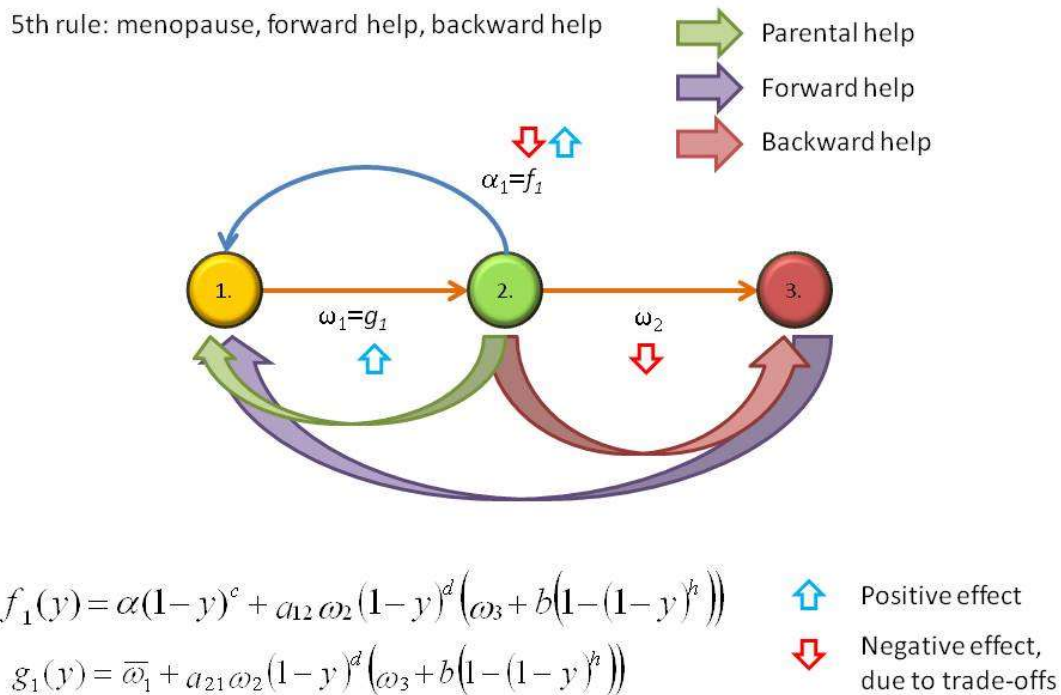 5th rule: menopause, forward help, backward help
Parental help
Forward help
Backward help
α₁=f₁
1.
2.
3.
ω₁=g₁
ω₂
f₁(y) = α(1−y)ᶜ + a₁₂ ω₂ (1−y)ᵈ (ω₃ + b(1−(1−y)ʰ))
g₁(y) = ω̅₁ + a₂₁ω₂(1−y)ᵈ (ω₃ + b(1−(1−y)ʰ))
Positive effect
Negative effect,
due to trade-offs